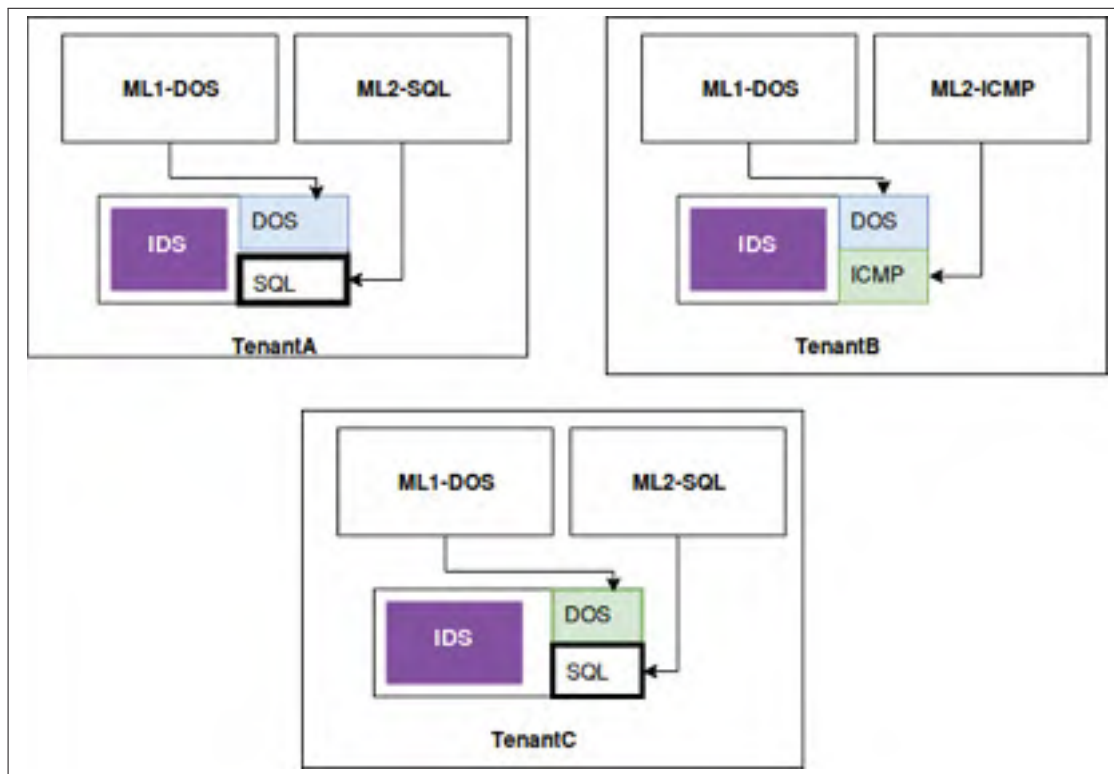 ML1-DOS
ML2-SQL
IDS
DOS
SQL
TenantA
ML1-DOS
ML2-ICMP
IDS
DOS
ICMP
TenantB
ML1-DOS
ML2-SQL
IDS
DOS
SQL
TenantC